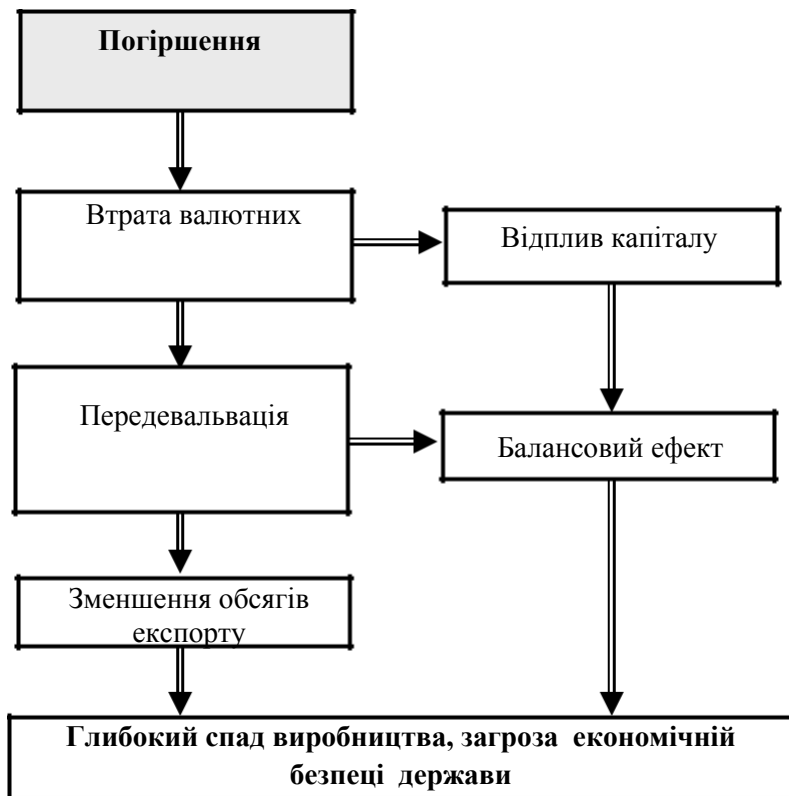 Погіршення
Втрата валютних
Відплив капіталу
Передевальвація
Балансовий ефект
Зменшення обсягів
експорту
Глибокий спад виробництва, загроза економічній
безпеці держави